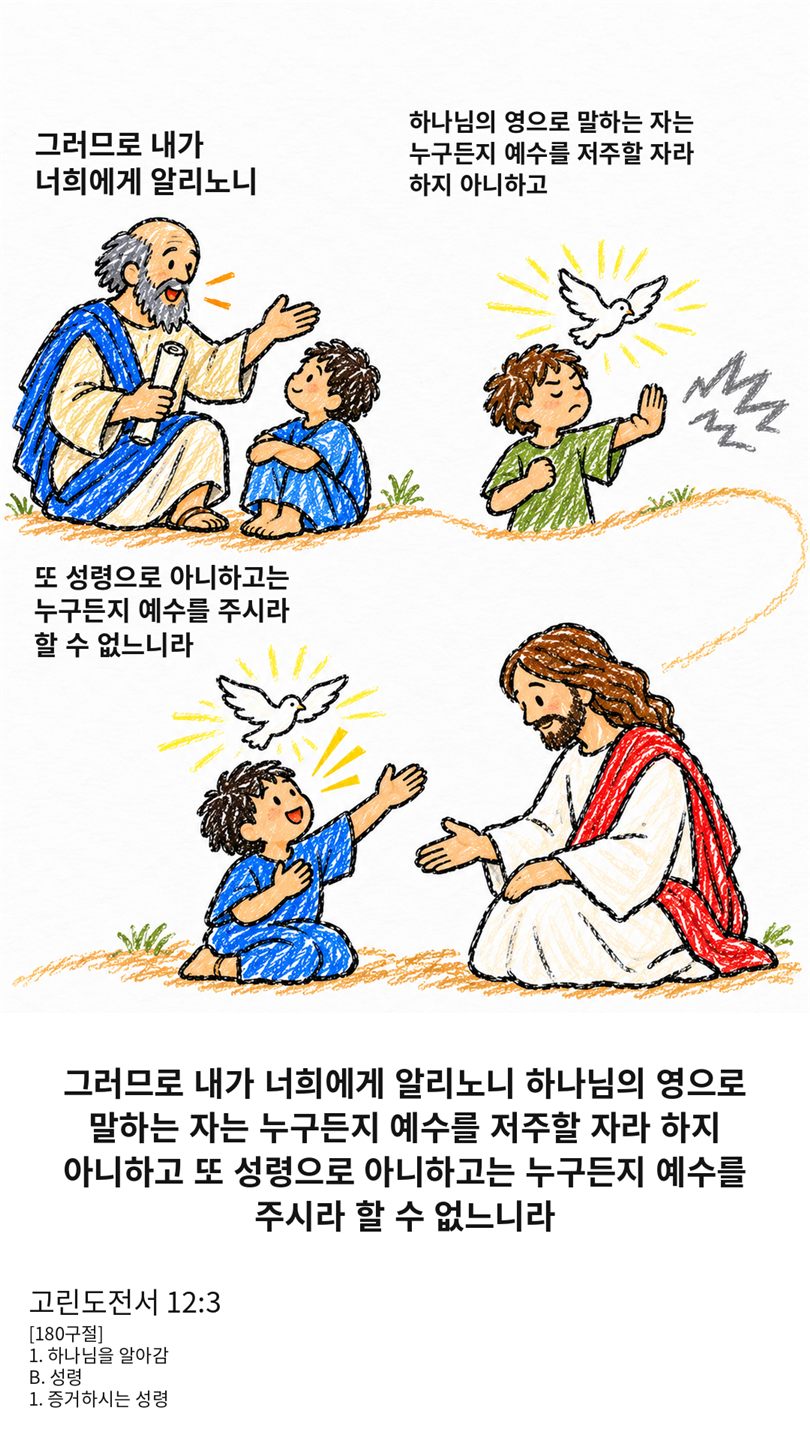 그러므로 내가
너희에게 알리노니
하나님의 영으로 말하는 자는
누구든지 예수를 저주할 자라
하지 아니하고
또 성령으로 아니하고는
누구든지 예수를 주시라
할 수 없느니라
그러므로 내가 너희에게 알리노니 하나님의 영으로
말하는 자는 누구든지 예수를 저주할 자라 하지
아니하고 또 성령으로 아니하고는 누구든지 예수를
주시라 할 수 없느니라
고린도전서 12:3
[180구절]
1. 하나님을 알아감
B. 성령
1. 증거하시는 성령